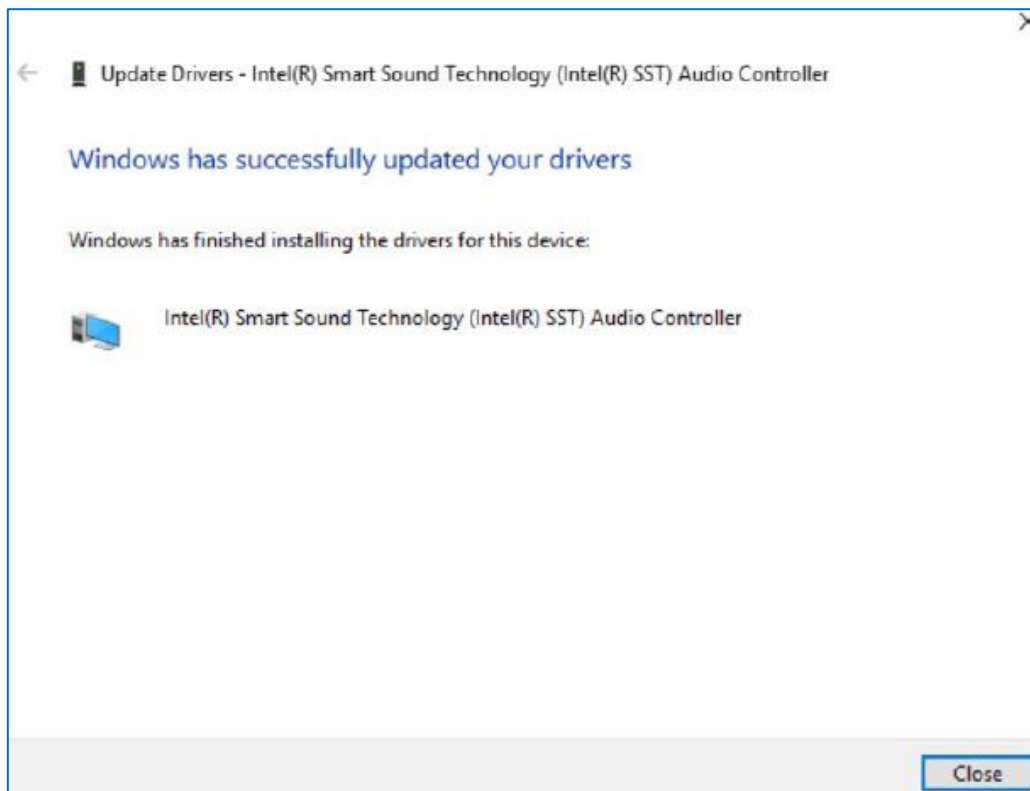 Update Drivers - Intel(R) Smart Sound Technology (Intel(R) SST) Audio Controller
Windows has successfully updated your drivers
Windows has finished installing the drivers for this device:
Intel(R) Smart Sound Technology (Intel(R) SST) Audio Controller
Close